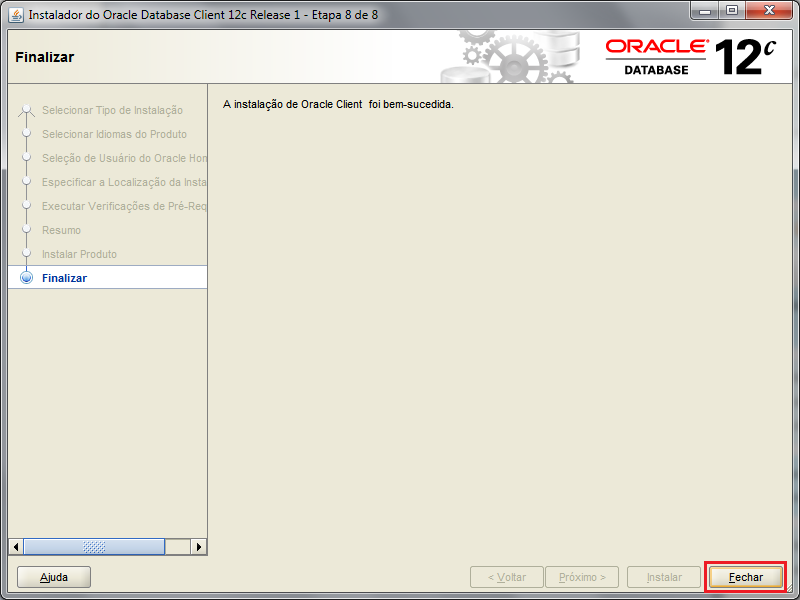 Instalador do Oracle Database Client 12c Release 1 - Etapa 8 de 8
Finalizar
ORACLE®
DATABASE
12c
Selecionar Tipo de Instalação
Selecionar Idiomas do Produto
Seleção de Usuário do Oracle Hon
Especificar a Localização da Insta
Executar Verificações de Pré-Req
Resumo
Instalar Produto
Finalizar
A instalação de Oracle Client foi bem-sucedida.
Ajuda
< Voltar
Próximo >
Instalar
Fechar